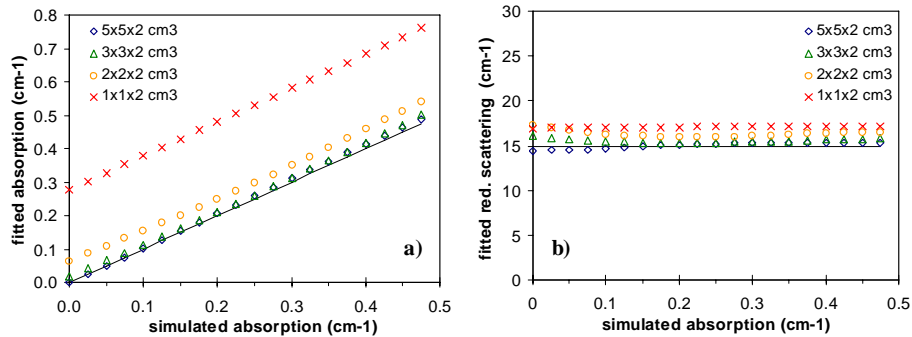 0.8
0.7
0.6
0.5
0.4
0.3
0.2
0.1
0.0
fitted absorption (cm-1)
5x5x2 cm3
3x3x2 cm3
2x2x2 cm3
1x1x2 cm3
a)
0.0 0.1 0.2 0.3 0.4 0.5
simulated absorption (cm-1)
30
25
20
15
10
5
0
fitted red. scattering (cm-1)
5x5x2 cm3
3x3x2 cm3
2x2x2 cm3
1x1x2 cm3
b)
0 0.1 0.2 0.3 0.4 0.5
simulated absorption (cm-1)